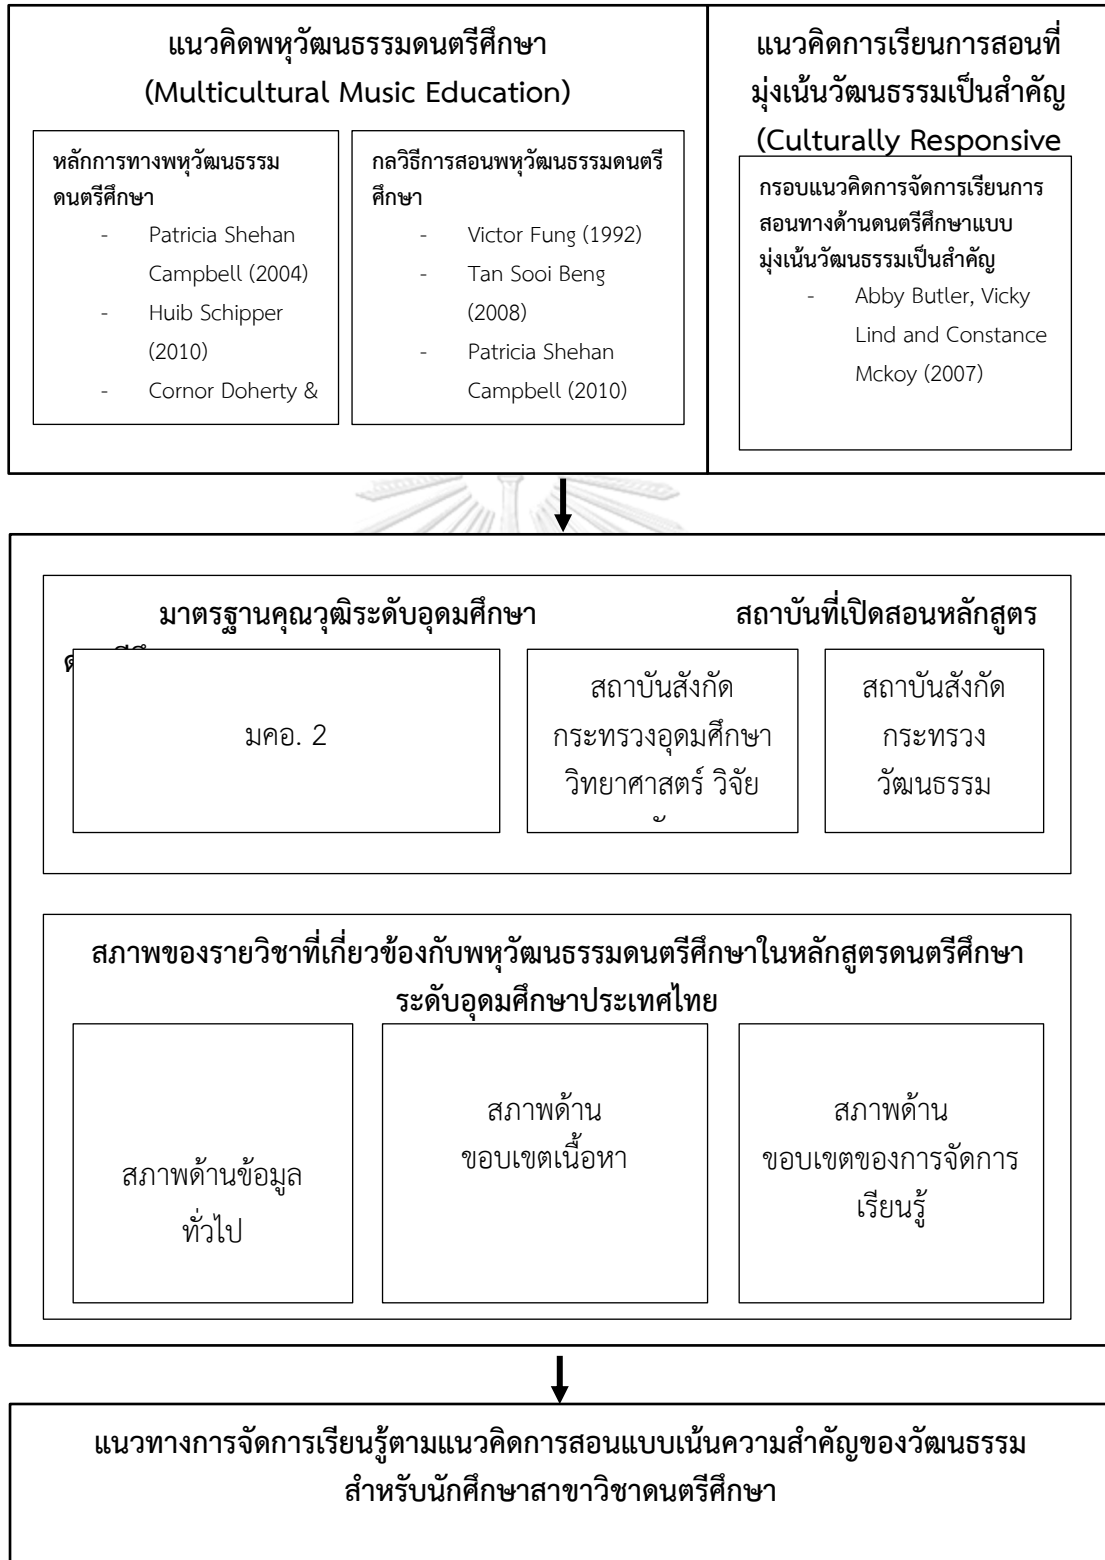 แนวคิดพหุวัฒนธรรมดนตรีศึกษา
(Multicultural Music Education)
หลักการทางพหุวัฒนธรรม
ดนตรีศึกษา
- Patricia Shehan
Campbell (2004)
- Huib Schipper
(2010)
- Cornor Doherty &
กลวิธีการสอนพหุวัฒนธรรมดนตรี
ศึกษา
- Victor Fung (1992)
- Tan Sooi Beng
(2008)
- Patricia Shehan
Campbell (2010)
แนวคิดการเรียนการสอนที่
มุ่งเน้นวัฒนธรรมเป็นสำคัญ
(Culturally Responsive
กรอบแนวคิดการจัดการเรียนการ
สอนทางด้านดนตรีศึกษาแบบ
มุ่งเน้นวัฒนธรรมเป็นสำคัญ
- Abby Butler, Vicky
Lind and Constance
Mckoy (2007)
มาตรฐานคุณวุฒิระดับอุดมศึกษา
สถาบันที่เปิดสอนหลักสูตร
มคอ. 2
สถาบันสังกัด
กระทรวงอุดมศึกษา
วิทยาศาสตร์ วิจัย
สถาบันสังกัด
กระทรวง
วัฒนธรรม
สภาพของรายวิชาที่เกี่ยวข้องกับพหุวัฒนธรรมดนตรีศึกษาในหลักสูตรดนตรีศึกษา
ระดับอุดมศึกษาประเทศไทย
สภาพด้านข้อมูล
ทั่วไป
สภาพด้าน
ขอบเขตเนื้อหา
สภาพด้าน
ขอบเขตของการจัดการ
เรียนรู้
แนวทางการจัดการเรียนรู้ตามแนวคิดการสอนแบบเน้นความสำคัญของวัฒนธรรม
สำหรับนักศึกษาสาขาวิชาดนตรีศึกษา